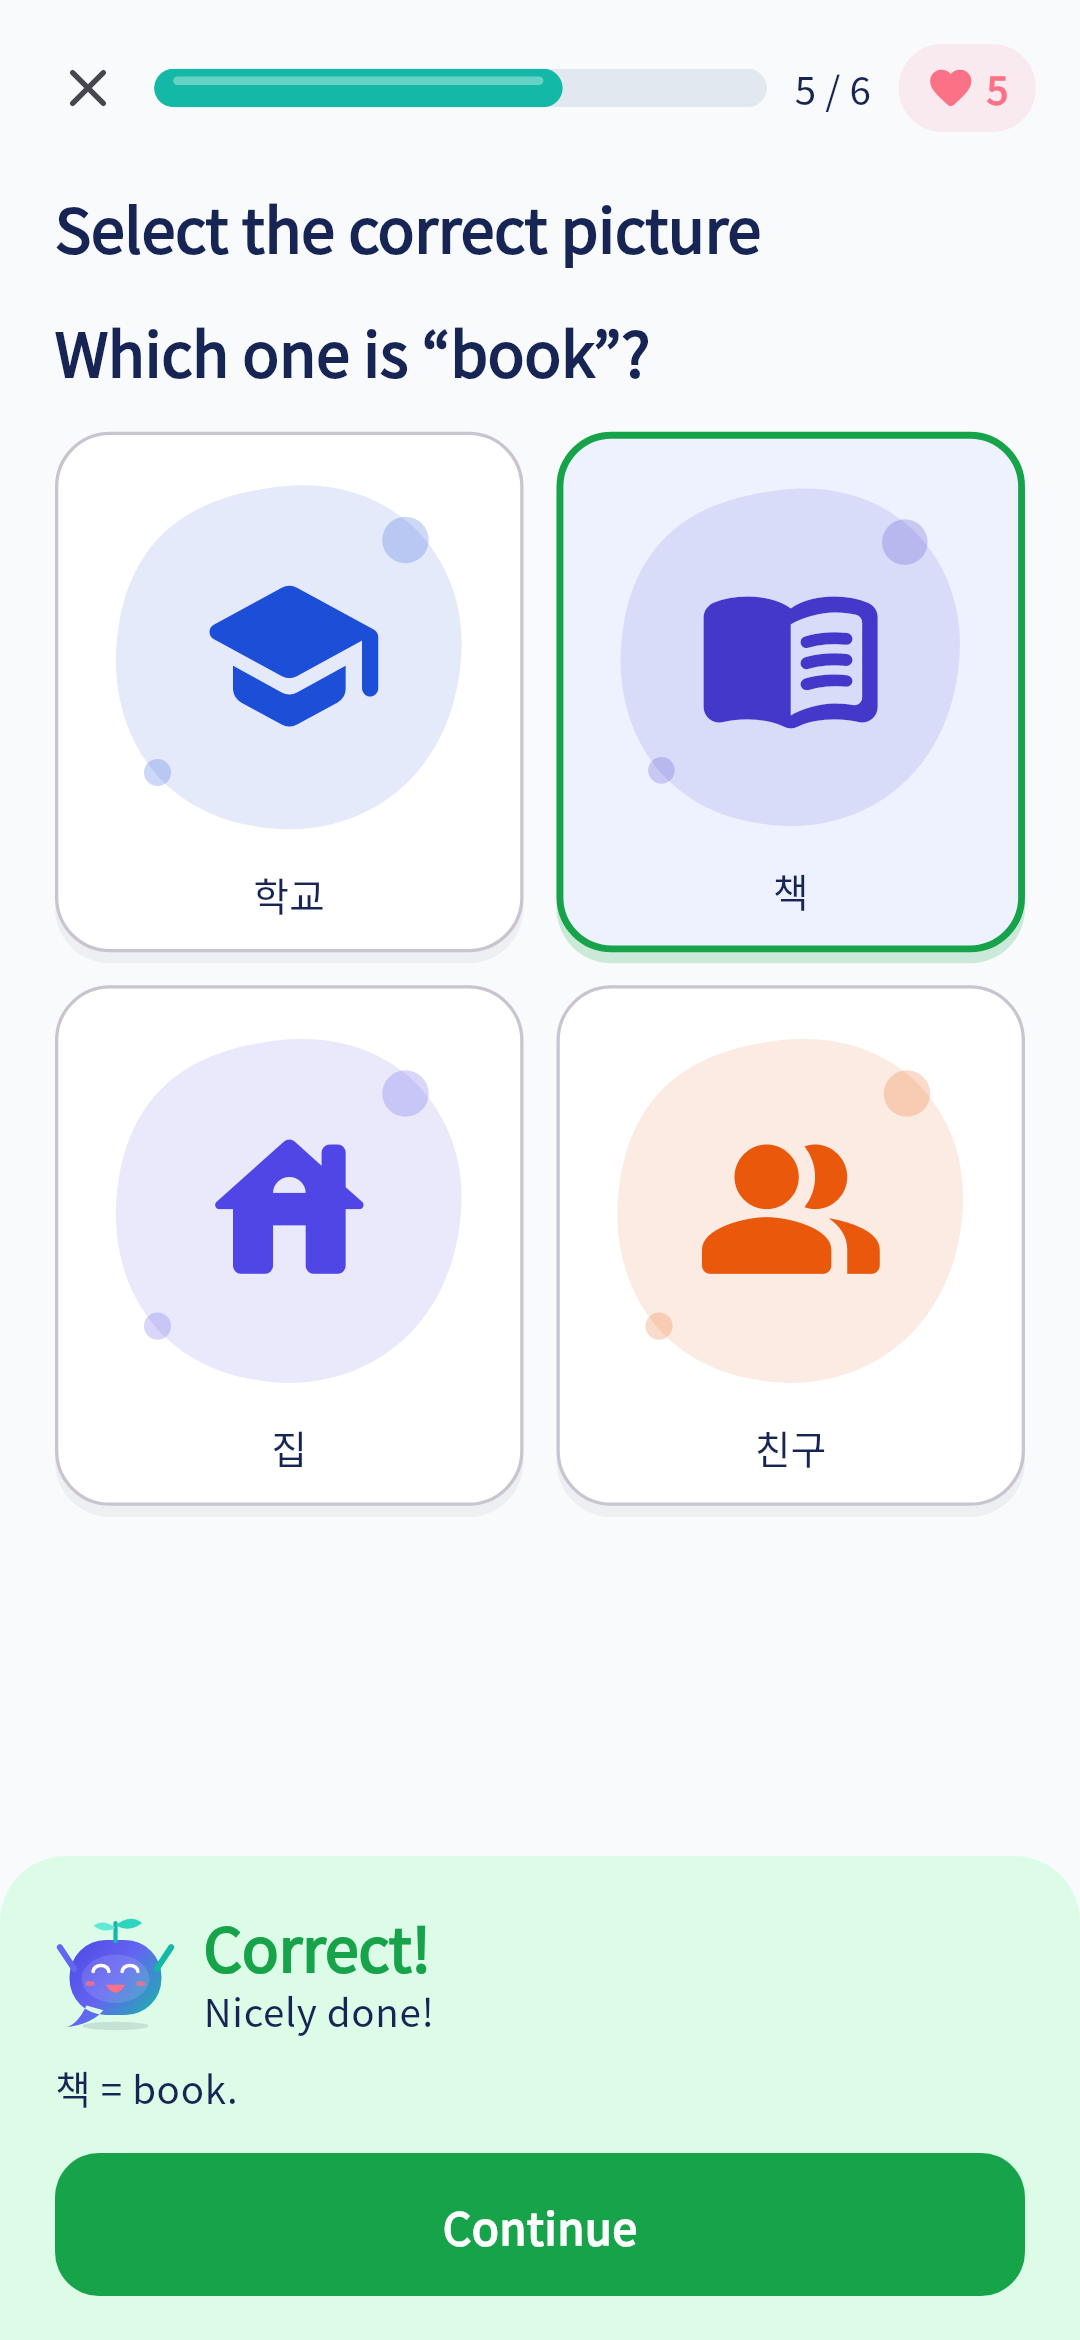 5 / 6
5
Select the correct picture
Which one is “book”?
학교
책
집
친구
Correct!
Nicely done!
책 = book.
Continue